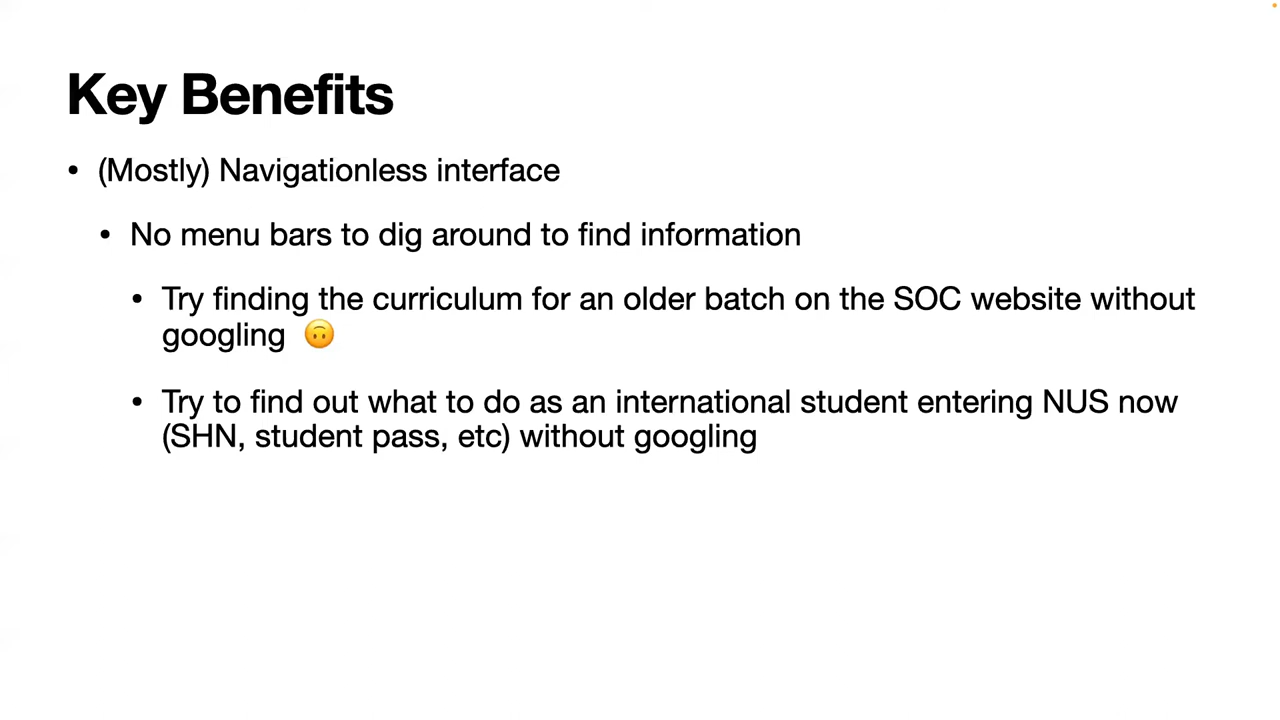 Key Benefits
• (Mostly) Navigationless interface
• No menu bars to dig around to find information
• Try finding the curriculum for an older batch on the SOC website without
googling 🙃
• Try to find out what to do as an international student entering NUS now
(SHN, student pass, etc) without googling